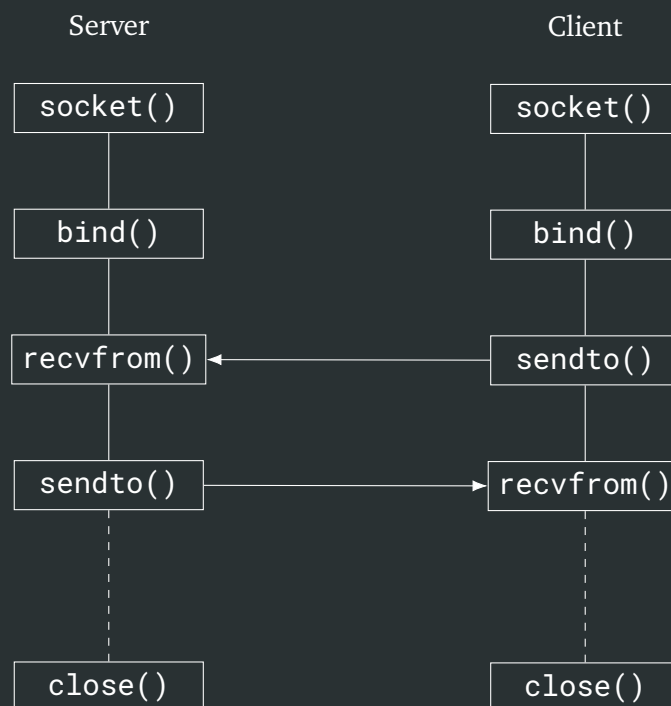 Server Client
socket() socket()
bind() bind()
recvfrom() sendto()
sendto() recvfrom()
close() close()